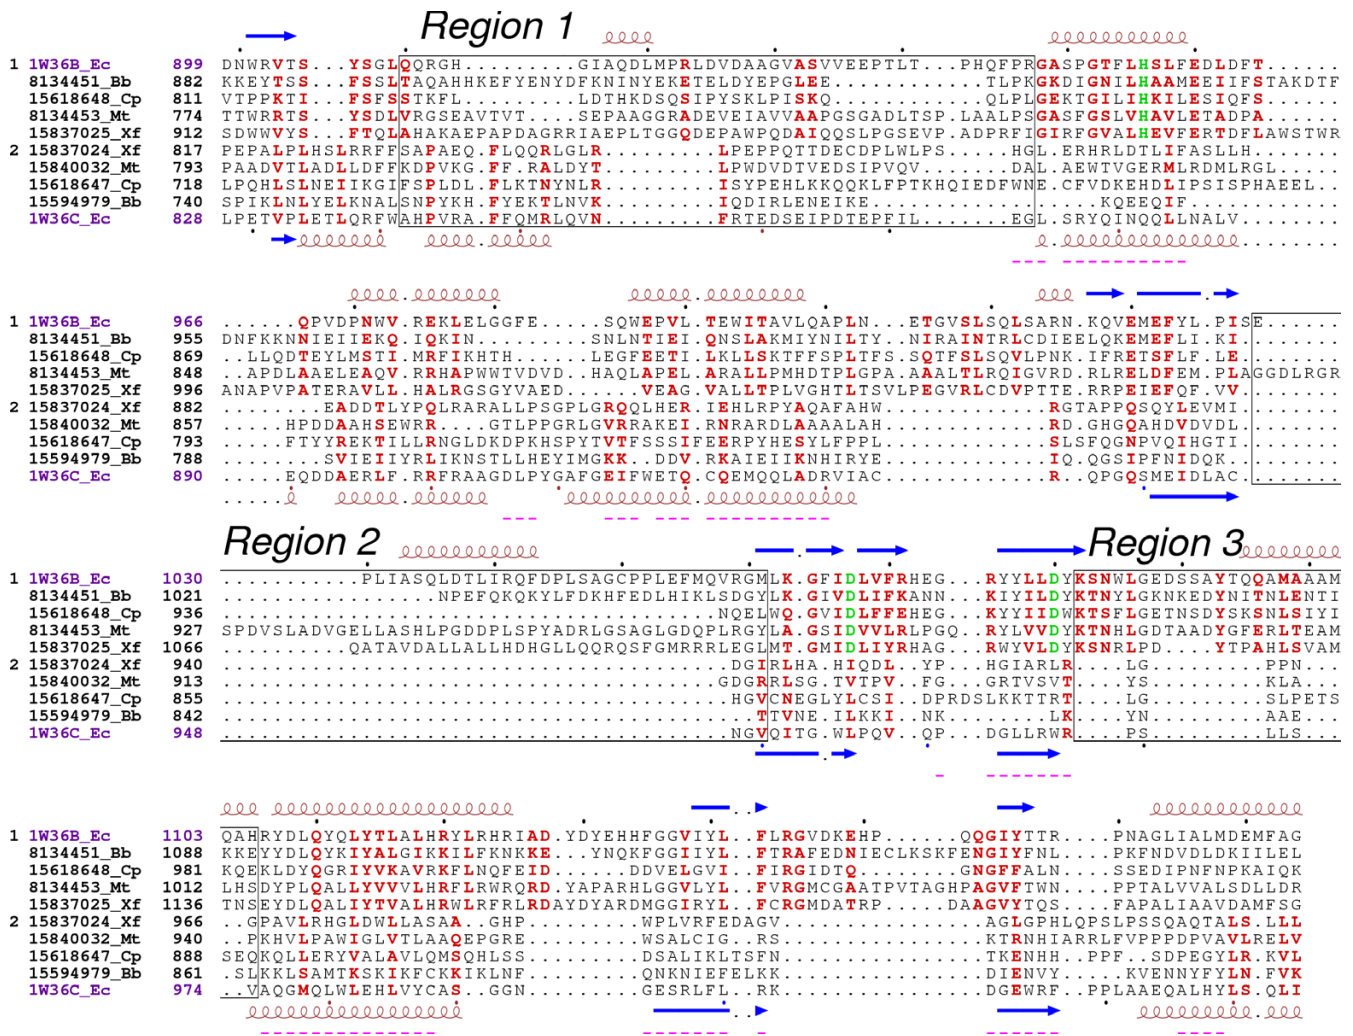 Region 1
1 1W36B_Ec 899 DNWRVTS...YSGLQQRGH.........GIAQDLMPRLDVDAAGVASVVEEPTLT...PHQFPRGASPGTFLHSLFEDLDFT......
8134451_Bb 882 KKEYTSS...FSSLTAQAHHKEFYENYDFKNINYEKETELDYEPGLEE............TLPRGKDIGNILHAAMEEIIFSTAKDTF
15618648_Cp 811 VTPPKTI...FSFSSTKFL........LDTHKDSQSIPYSKLPISKQ............QLPLGEKTGILIHKILESIQFS......
8134453_Mt 774 TTWRRTS...YSDLVRGSEAVTVT....SEPAAGGRADEVEIAVVAAPGSGADLTSPLAALPSGASFGSLVHAVLETADPA......
15837025_Xf 912 SDWWVYS...FTQLAHAKAEPAPDAGRRIAEPLTGGQDEPAWPQDAIQQSLPGSEVPADPRFIGIRFGVALHEVFERTDFLAWSTWR
2 15837024_Xf 817 PEPALPLHSLRRFFSAPAEQ.FLQQRLGLR.........LPEPPQTTDECDPLWLPS......HGL.ERHRLDTLIFASLLH......
15840032_Mt 793 PAADVTLADLLDFFKDPVKG.FF.RALDYT.........LPWDVDTVEDSIPVQV........DAL.AEWTVGERMLRDMLRGL....
15618647_Cp 718 LPQHLSLNEIIKGIFSPLDL.FLKTNYNLR.........ISYPEHLKKQQKLFPTKHQIEDFWNE.CFVDKEHDLIPSISPHAEEL..
15594979_Bb 740 SPIKLNLYELKNALSYPKYH.FYEKTLNVK.........IQDIRLENEIKE...............KQEEQIF...........
1W36C_Ec 828 LPETVPLETLQRFWAHPVRA.FFQMRLQVN.........FRTEDSEIPDTEPFIL........EGL.SRYQINQQLLNALV.......
1 1W36B_Ec 966 ......QPVDPNWV.REKLELGGFE.....SQWEPVL.TEWITAVLQAPLN...ETGVSLSQLSARN.KQVEMEFYL.PISE......
8134451_Bb 955 DNFKKNNIEIIEKQ.IQKIN........SNLNTIEI.QNSLAKMIYNILTY..NIRAINTRLCDIEELQKEMEFLI.KI........
15618648_Cp 869 ..LLQDTEYLMSTI.MRFIKHTH......LEGFEETI.LKLLSKTFFSPLTFS.SQTFSLSQVLPNK.IFRETSFLF.LE........
8134453_Mt 848 ..APDLAAELEAQV.RRHAPWWTVDVD..HAQLAPEL.ARALLPMHDTPLGPA.AAALTLRQIGVRD.RLRELDFEM.PLAGGDLRGR
15837025_Xf 996 ANAPVPATERAVLL.HALRGSGYVAED......VEAG.VALLTPLVGHTLTSVLPEGVRLCDVPTTE.RRPEIEFQF.VV........
2 15837024_Xf 882 ........EADDTLYPQLRARALLPSGPLGRQQLHER.IEHLRPYAQAFAHW.............RGTAPPQSQYLEVMI........
15840032_Mt 857 .....HPDDAAHSEWRR....GTLPPGRLGVRRAKEI.RNRARDLAAAALAH.............RD.GHGQAHDVDVDL........
15618647_Cp 793 .....FTYYREKTILLRNGLDKDPKHSPYTVTFSSSIFEERPYHESYLFPPL.............SLSFQGNPVQIHGTI........
15594979_Bb 788 ........SVIEIIYRLIKNSTLLHEYIMGKK..DDV.RKAIEIIKNHIRYE.............IQ.QGSIPFNIDQK.........
1W36C_Ec 890 .....EQDDAERLF.RRFRAAGDLPYGAFGEIFWETQ.CQEMQQLADRVIAC.............R..QPGQSMEIDLAC........
Region 2 Region 3
1 1W36B_Ec 1030 ...........PLIASQLDTLIRQFDPLSAGCPPLEFMQVRGMLK.GFIDLVFRHEG...RYYLLDYKSNWLGEDSSAYTQQAMAAAM
8134451_Bb 1021 .................NPEFKQKYKLFDKHFEDLHIKLSDGYLK.GIVDLIFKANN...KIYILDYKTNYLGKNKEDYNITNLENTI
15618648_Cp 936 ......................................NQELWQ.GVIDLFFEHEG...KYYIIDWKTSFLGETNSDYSKSNLSIYI
8134453_Mt 927 SPDVSLADVGELLASHLPGDDPLSPYADRLGSAGLGDQPLRGYLA.GSIDVVLRLPGQ..RYLVVDYKTNHLGDTAADYGFERLTEAM
15837025_Xf 1066 ..........QATAVDALLALLHDHGLLQQRQSFGMRRRLEGLMT.GMIDLIYRHAG...RWYVLDYKSNRLPD....YTPAHLSVAM
2 15837024_Xf 940 ........................................DGIRLHA.HIQDL..YP...HGIARLR....LG........PPN....
15840032_Mt 913 .......................................GDGRRLSG.TVTPV..FG...GRTVSVT....YS........KLA....
15618647_Cp 855 ........................................HGVCNEGLYLCSI..DPRDSLKKTTRT....LG........SLPETS
15594979_Bb 842 ..........................................TTVNE.ILKKI..NK.........LK....YN........AAE...
1W36C_Ec 948 ........................................NGVQITG.WLPQV..QP...DGLLRWR....PS........LLS....
1 1W36B_Ec 1103 QAHRYDLQYQLYTLALHRYLRHRIAD.YDYEHHFGGVIYL..FLRGVDKEHP......QQGIYTTR....PNAGLIALMDEMFAG
8134451_Bb 1088 KKEYYDLQYKIYALGIKKILFKNKKE...YNQKFGGIIYL..FTRAFEDNIECLKSKFENGIYFNL....PKFNDVDLDKIILEL
15618648_Cp 981 KQEKLDYQGRIYVKAVRKFLNQFEID.....DDVELGVI..FIRGIDTQ.......GNGFFALN....SSEDIPNFNPKAIQK
8134453_Mt 1012 LHSDYPLQALLYVVVLHRFLRWRQRD.YAPARHLGGVLYL..FVRGMCGAATPVTAGHPAGVFTWN....PPTALVVALSDLLDR
15837025_Xf 1136 TNSEYDLQALIYTVALHRWLRFRLRDAYDYARDMGGIRYL..FCRGMDATRP....DAAGVYTQS....FAPALIAAVDAMFSG
2 15837024_Xf 966 ..GPAVLRHGLDWLLASAA..GHP.......WPLVRFEDAGV...........AGLGPHLQPSLPSSQAQTALS.LLL
15840032_Mt 940 ..PKHVLPAWIGLVTLAAQEPGRE.......WSALCIG..RS...........KTRNHIARRLFVPPPDPVAVLRELV
15618647_Cp 888 SEQKQLLERYVALAVLQMSQHLSS.......DSALIKLTSFN...........TKENHH...PPF..SDPEGYLR.KVL
15594979_Bb 861 ..SLKKLSAMTKSKIKFCKKIKLNF......QNKNIEFELKK...........DIENVY.....KVENNYFYLN.FVK
1W36C_Ec 974 ..VAQGMQLWLEHLVYCAS..GGN.......GESRLFL..RK...........DGEWRF..PPLAAEQALHYLS.QLI